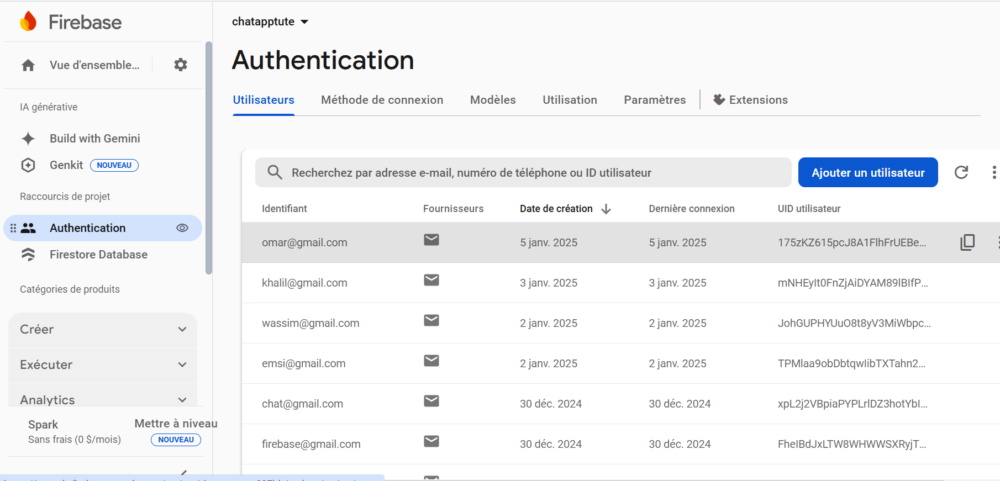 Firebase
Vue d'ensemble...
IA générative
Build with Gemini
Genkit NOUVEAU
Raccourcis de projet
Authentication
Firestore Database
Catégories de produits
Créer
Exécuter
Analytics
Spark
Sans frais (0 $/mois)
Mettre à niveau
NOUVEAU
chatapptute
Authentication
Utilisateurs Méthode de connexion Modèles Utilisation Paramètres Extensions
Recherchez par adresse e-mail, numéro de téléphone ou ID utilisateur Ajouter un utilisateur
Identifiant Fournisseurs Date de création Dernière connexion UID utilisateur
omar@gmail.com 5 janv. 2025 5 janv. 2025 175zKZ615pcJ8A1FlhFrUEBe...
khalil@gmail.com 3 janv. 2025 3 janv. 2025 mNHEyIt0FnZjAiDYAM89lBIfP...
wassim@gmail.com 2 janv. 2025 2 janv. 2025 JohGUPHYUuO8t8yV3MiWbpc...
emsi@gmail.com 2 janv. 2025 2 janv. 2025 TPMlaa9obDbtqwIibTXTahn2...
chat@gmail.com 30 déc. 2024 30 déc. 2024 xpL2j2VBpiaPYPLrlDZ3hotYbI...
firebase@gmail.com 30 déc. 2024 30 déc. 2024 FheIBdJxLTW8WHWWSXRyjT...